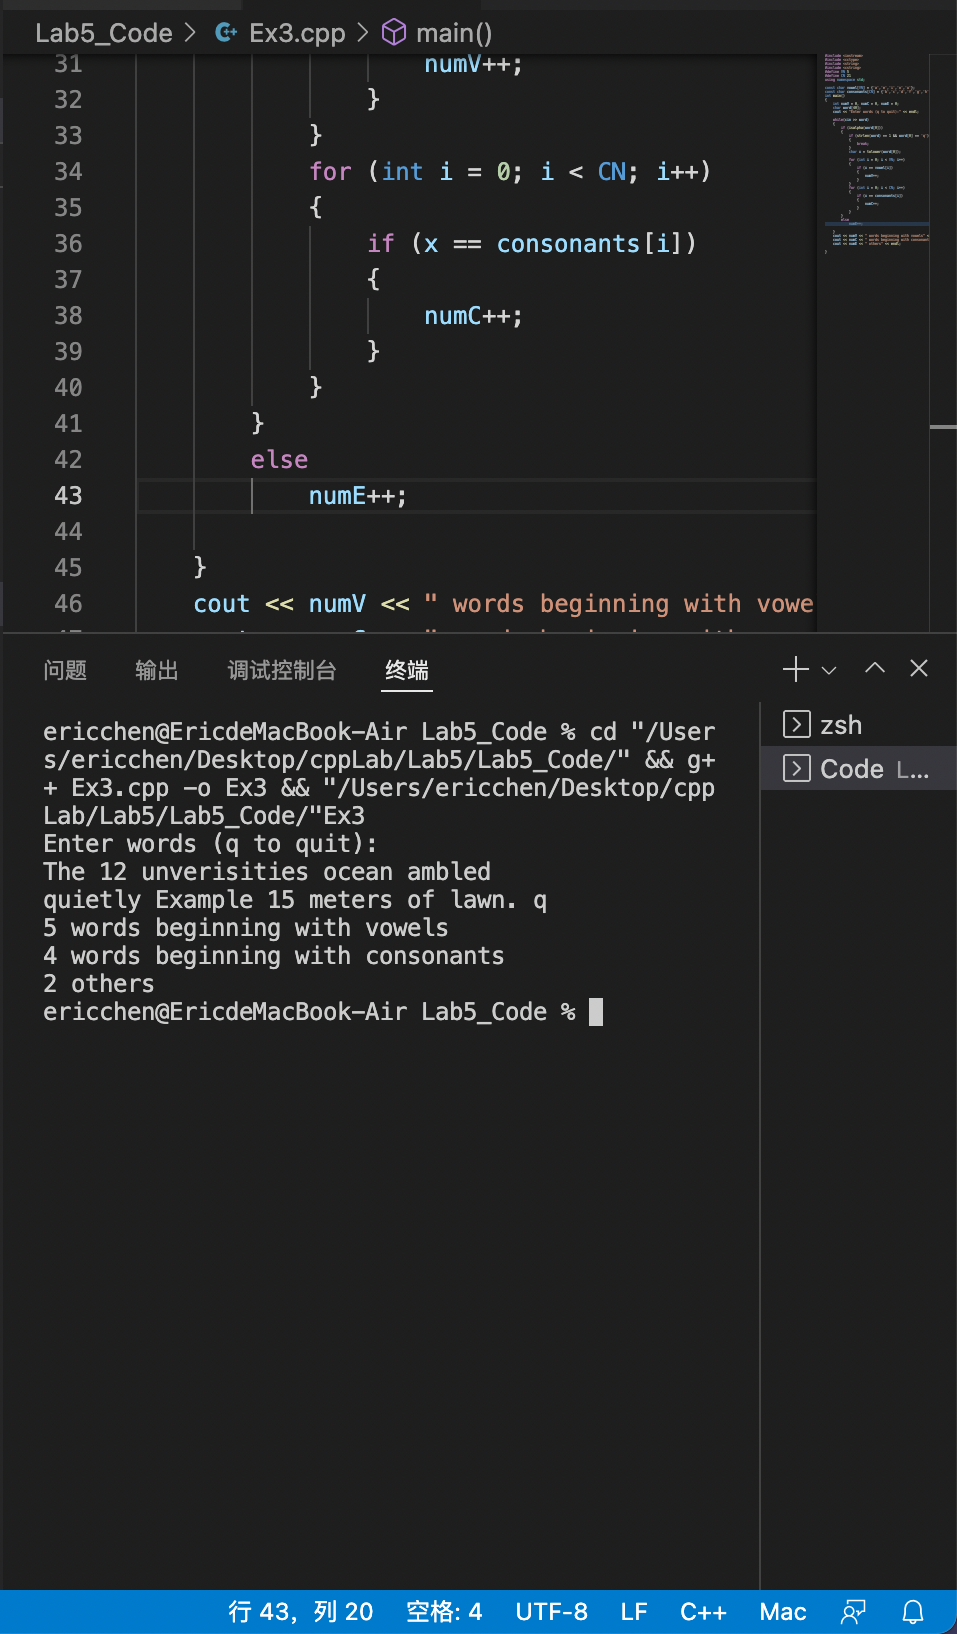 Lab5_Code > Ex3.cpp > main()
31 numV++;
32 }
33 }
34 for (int i = 0; i < CN; i++)
35 {
36 if (x == consonants[i])
37 {
38 numC++;
39 }
40 }
41 }
42 else
43 numE++;
44
45 }
46 cout << numV << " words beginning with vowe
问题 输出 调试控制台 终端
ericchen@EricdeMacBook-Air Lab5_Code % cd "/User
s/ericchen/Desktop/cppLab/Lab5/Lab5_Code/" && g+
+ Ex3.cpp -o Ex3 && "/Users/ericchen/Desktop/cpp
Lab/Lab5/Lab5_Code/"Ex3
Enter words (q to quit):
The 12 unverisities ocean ambled
quietly Example 15 meters of lawn. q
5 words beginning with vowels
4 words beginning with consonants
2 others
ericchen@EricdeMacBook-Air Lab5_Code %
zsh
Code L...
行 43，列 20 空格: 4 UTF-8 LF C++ Mac